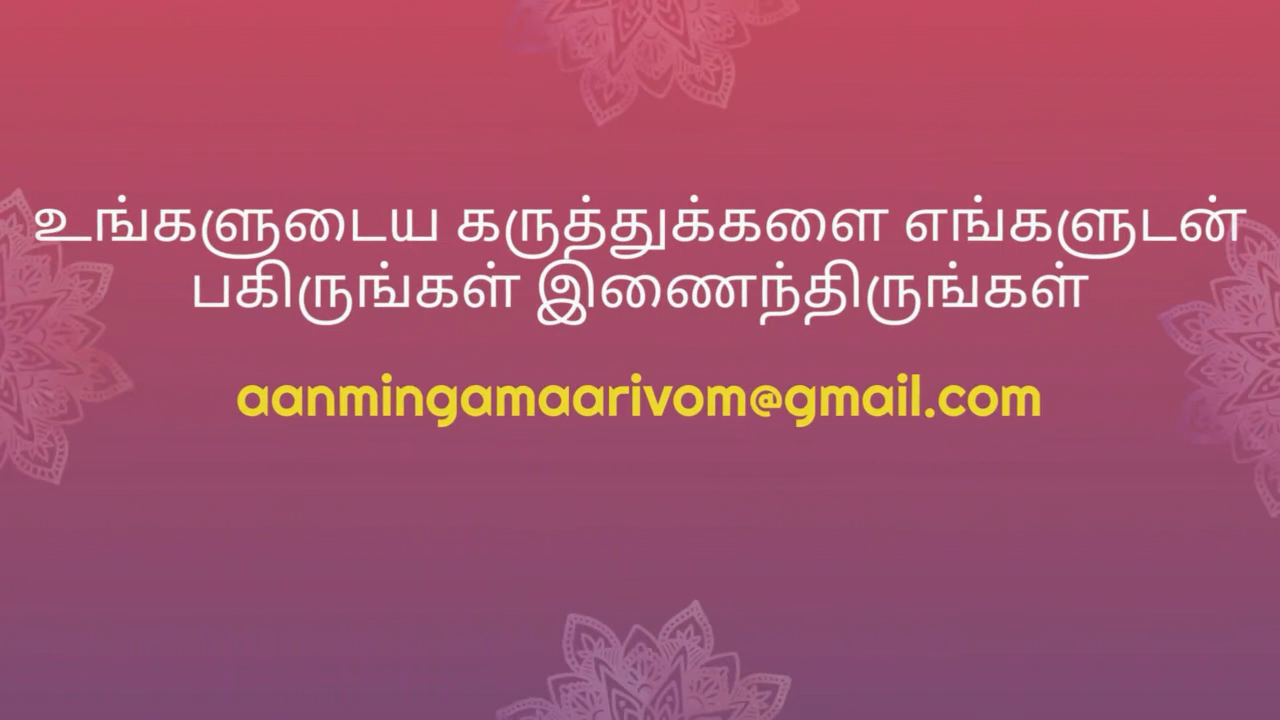 உங்களுடைய கருத்துக்களை எங்களுடன்
பகிருங்கள் இணைந்திருங்கள்
aanmingamaarivom@gmail.com